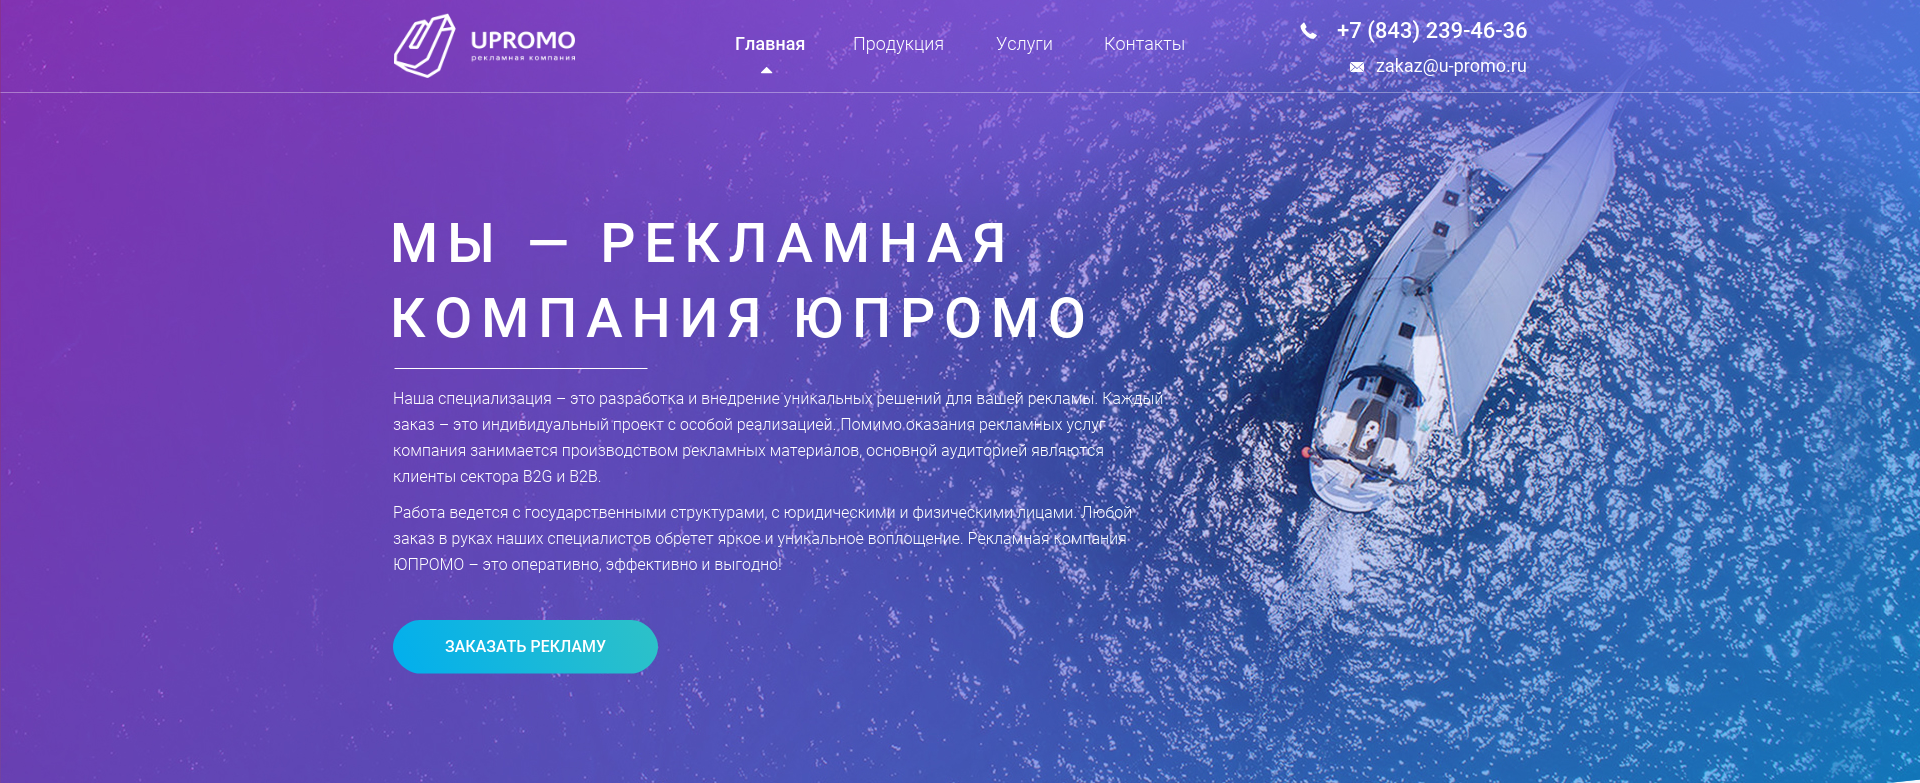 UPROMO
рекламная компания
Главная
Продукция
Услуги
Контакты
+7 (843) 239-46-36
zakaz@u-promo.ru
МЫ — РЕКЛАМНАЯ
КОМПАНИЯ ЮПРОМО
Наша специализация – это разработка и внедрение уникальных решений для вашей рекламы. Каждый
заказ – это индивидуальный проект с особой реализацией. Помимо оказания рекламных услуг
компания занимается производством рекламных материалов, основной аудиторией являются
клиенты сектора B2G и B2B.
Работа ведется с государственными структурами, с юридическими и физическими лицами. Любой
заказ в руках наших специалистов обретет яркое и уникальное воплощение. Рекламная компания
ЮПРОМО – это оперативно, эффективно и выгодно!
ЗАКАЗАТЬ РЕКЛАМУ